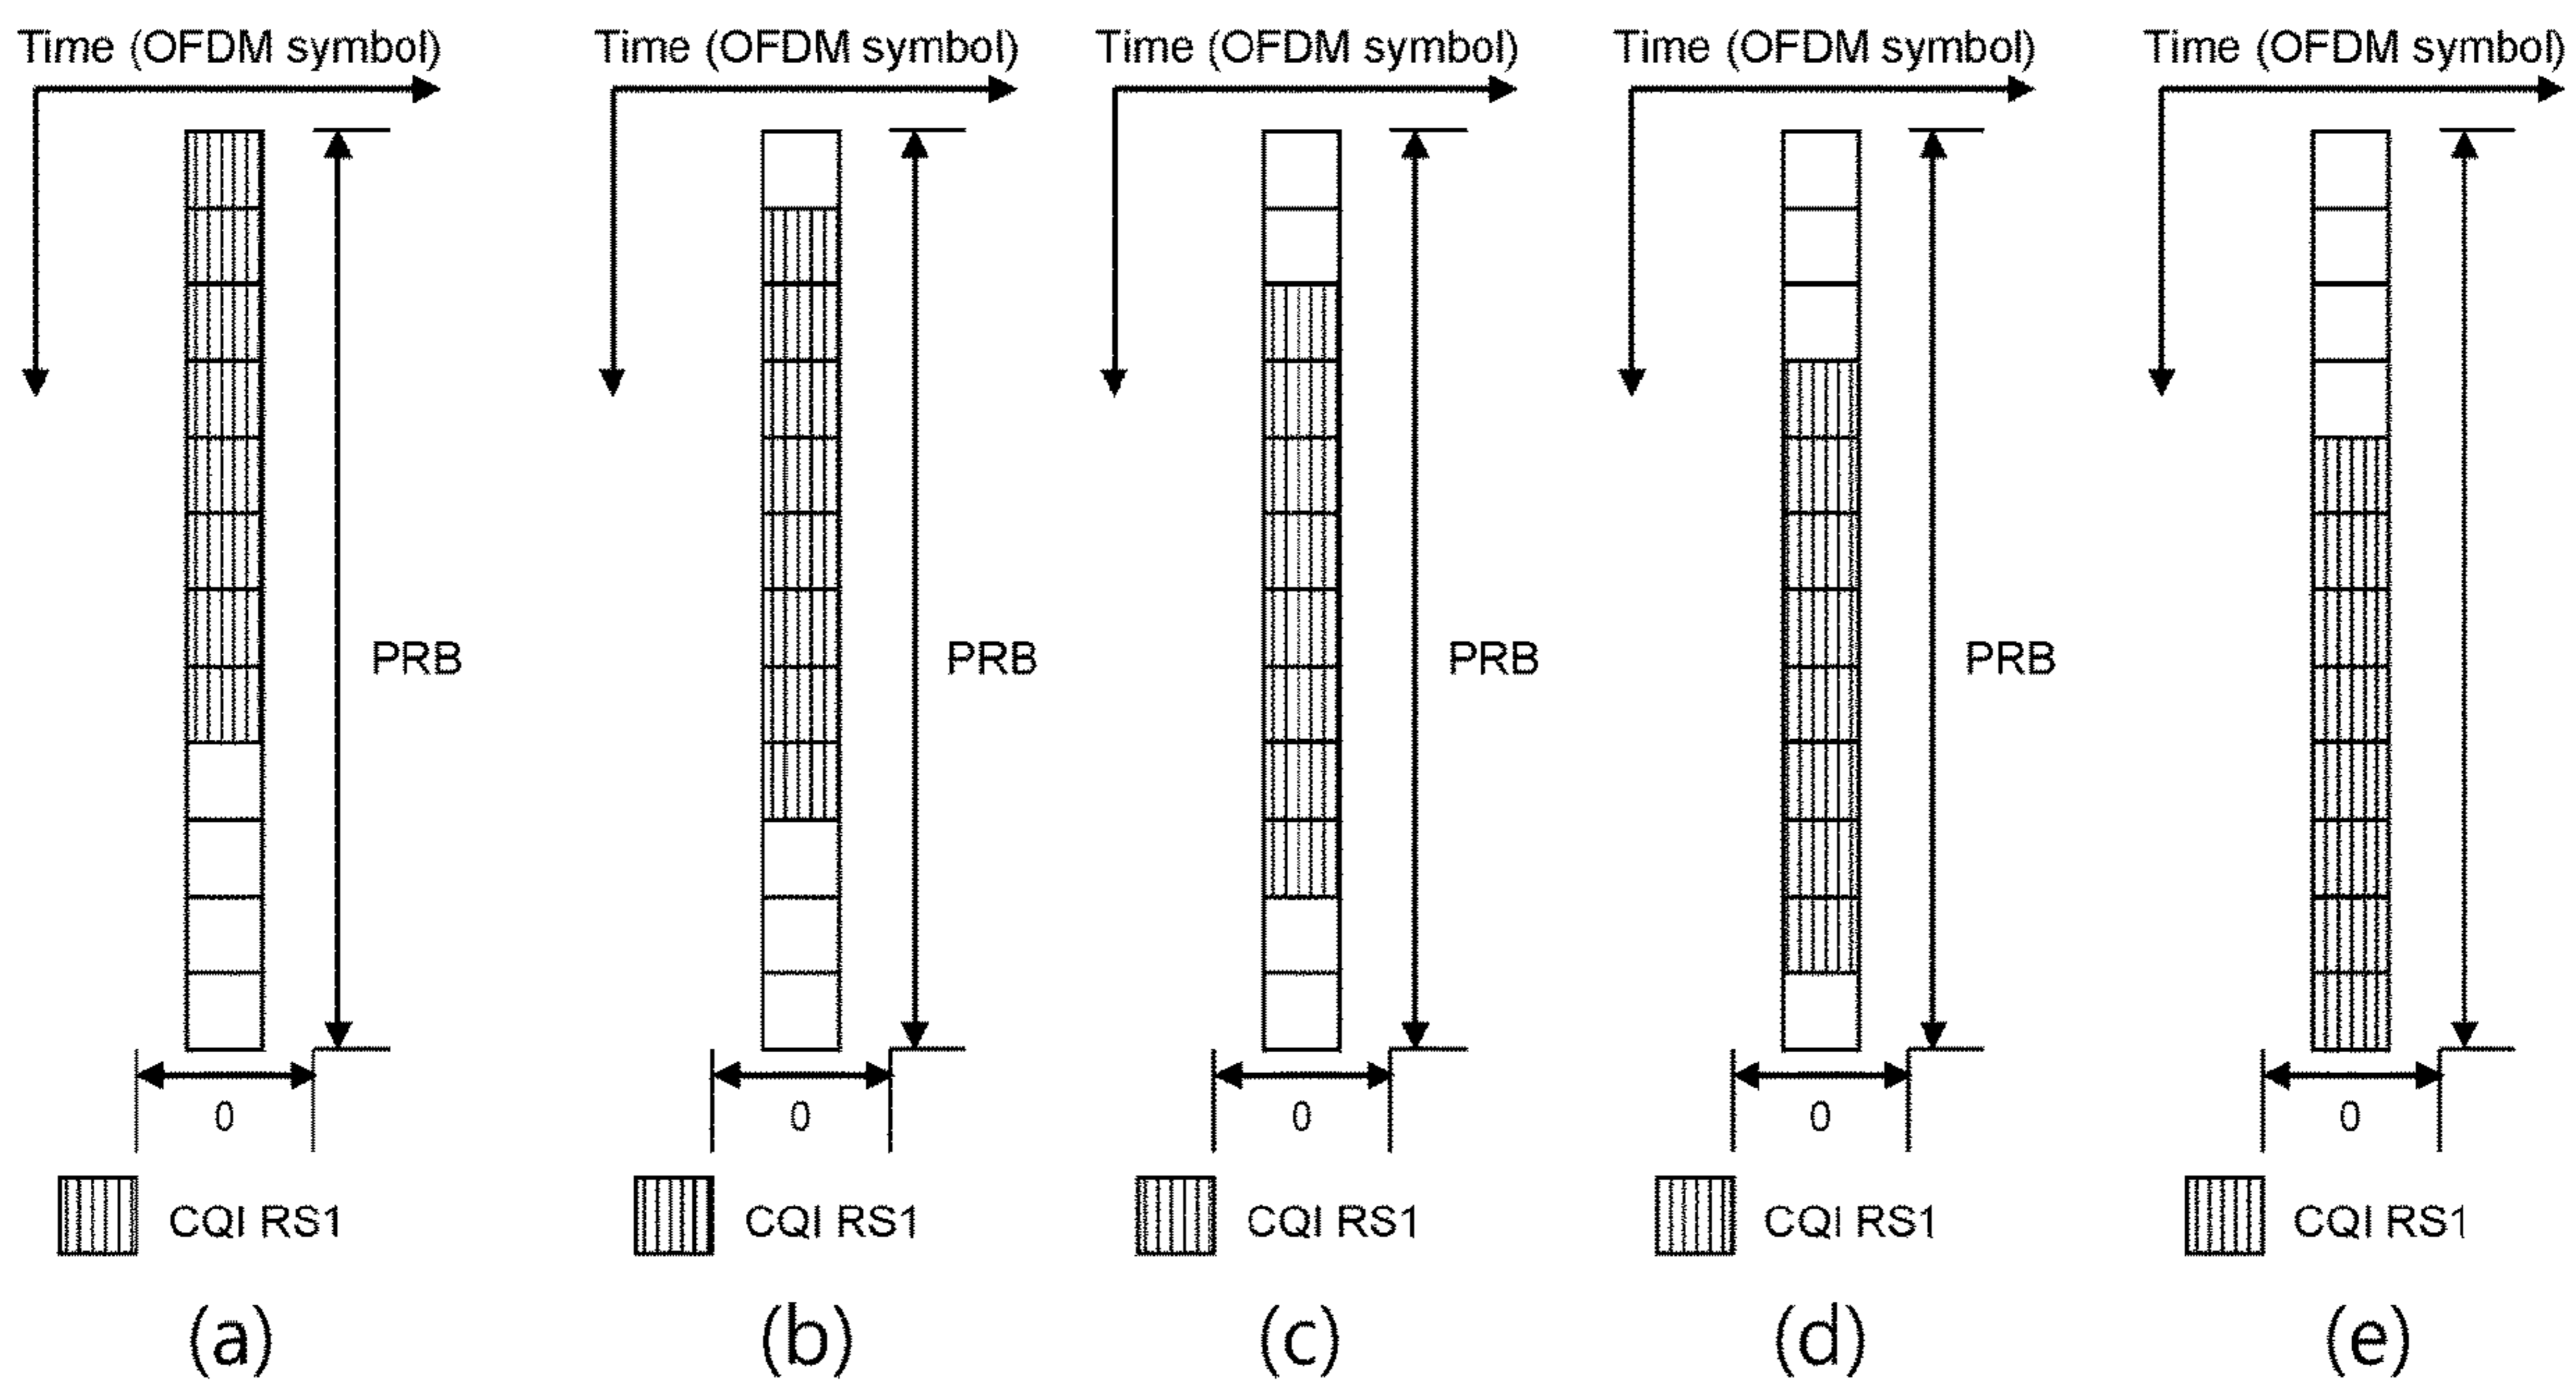 Time (OFDM symbol) Time (OFDM symbol) Time (OFDM symbol) Time (OFDM symbol) Time (OFDM symbol)
PRB PRB PRB PRB
0 0 0 0 0
CQI RS1 CQI RS1 CQI RS1 CQI RS1 CQI RS1
(a) (b) (c) (d) (e)